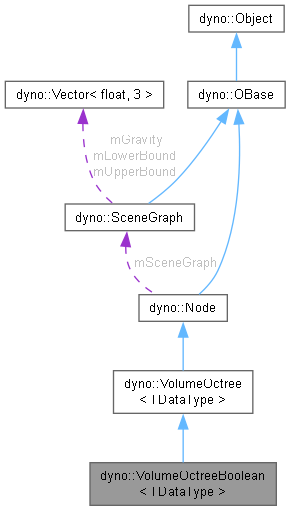 dyno::Object
dyno::Vector< float, 3 >
dyno::OBase
mGravity
mLowerBound
mUpperBound
dyno::SceneGraph
mSceneGraph
dyno::Node
dyno::VolumeOctree
< TDataType >
dyno::VolumeOctreeBoolean
< TDataType >